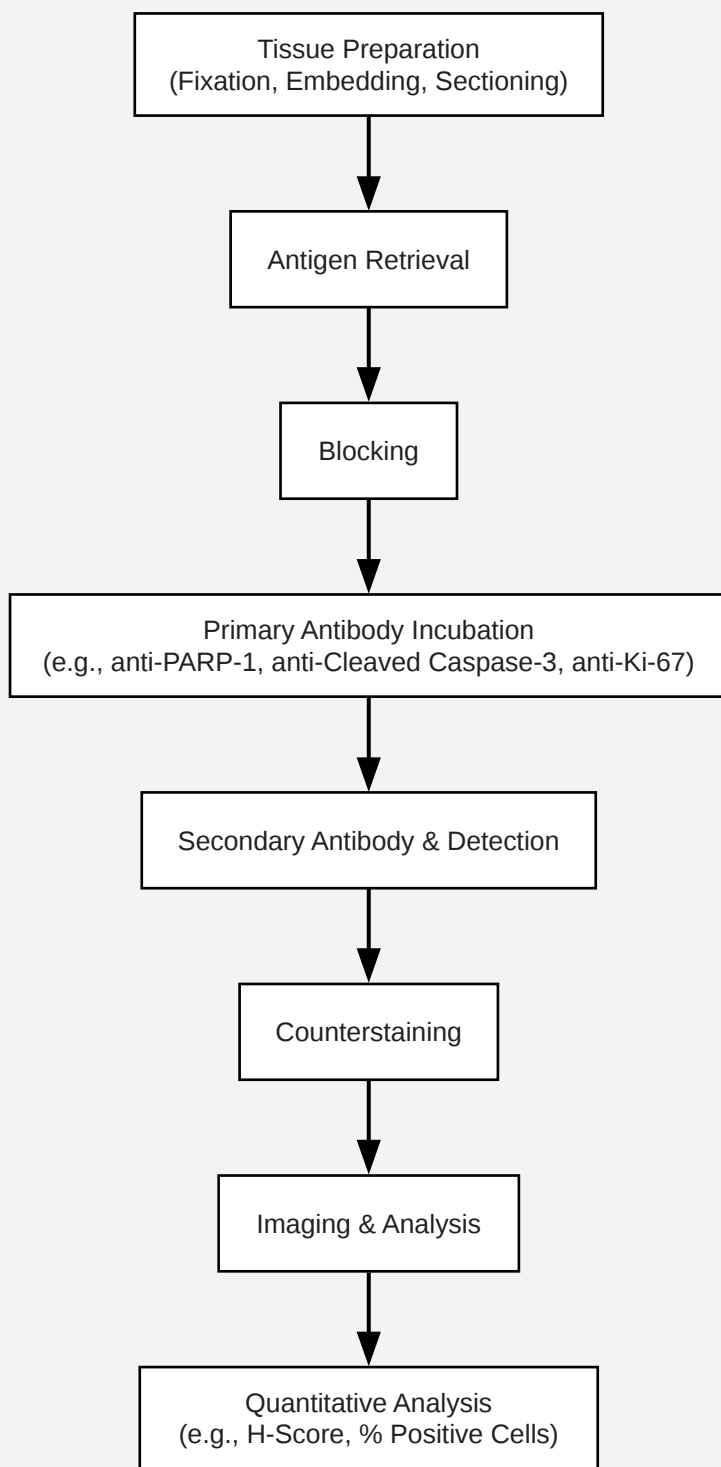 Tissue Preparation
(Fixation, Embedding, Sectioning)
Antigen Retrieval
Blocking
Primary Antibody Incubation
(e.g., anti-PARP-1, anti-Cleaved Caspase-3, anti-Ki-67)
Secondary Antibody & Detection
Counterstaining
Imaging & Analysis
Quantitative Analysis
(e.g., H-Score, % Positive Cells)